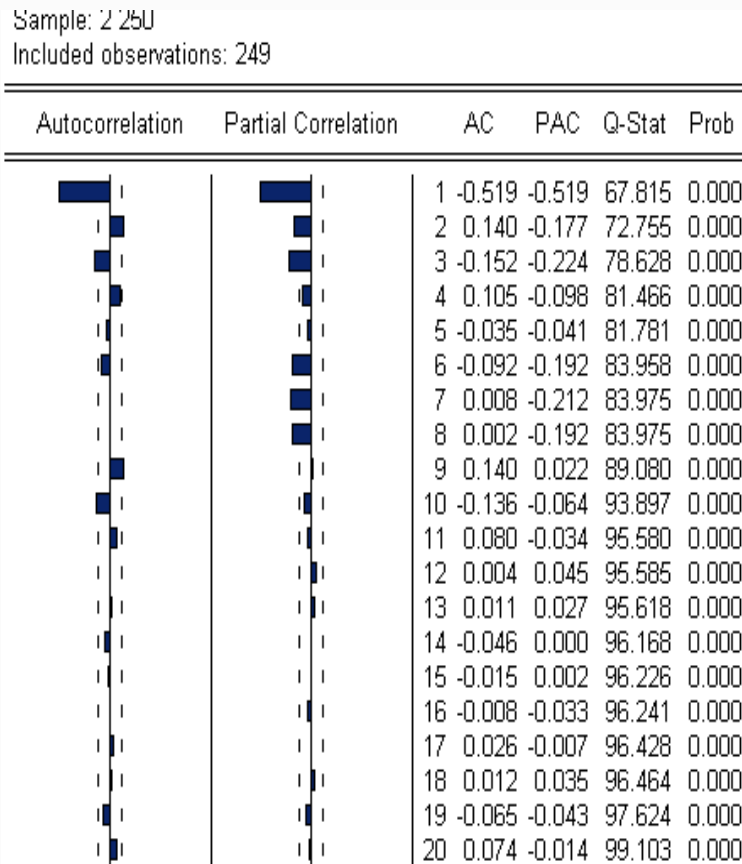 Sample: 2 250
Included observations: 249
Autocorrelation Partial Correlation AC PAC Q-Stat Prob
1 -0.519 -0.519 67.815 0.000
2 0.140 -0.177 72.755 0.000
3 -0.152 -0.224 78.628 0.000
4 0.105 -0.098 81.466 0.000
5 -0.035 -0.041 81.781 0.000
6 -0.092 -0.192 83.958 0.000
7 0.008 -0.212 83.975 0.000
8 0.002 -0.192 83.975 0.000
9 0.140 0.022 89.080 0.000
10 -0.136 -0.064 93.897 0.000
11 0.080 -0.034 95.580 0.000
12 0.004 0.045 95.585 0.000
13 0.011 0.027 95.618 0.000
14 -0.046 0.000 96.168 0.000
15 -0.015 0.002 96.226 0.000
16 -0.008 -0.033 96.241 0.000
17 0.026 -0.007 96.428 0.000
18 0.012 0.035 96.464 0.000
19 -0.065 -0.043 97.624 0.000
20 0.074 -0.014 99.103 0.000